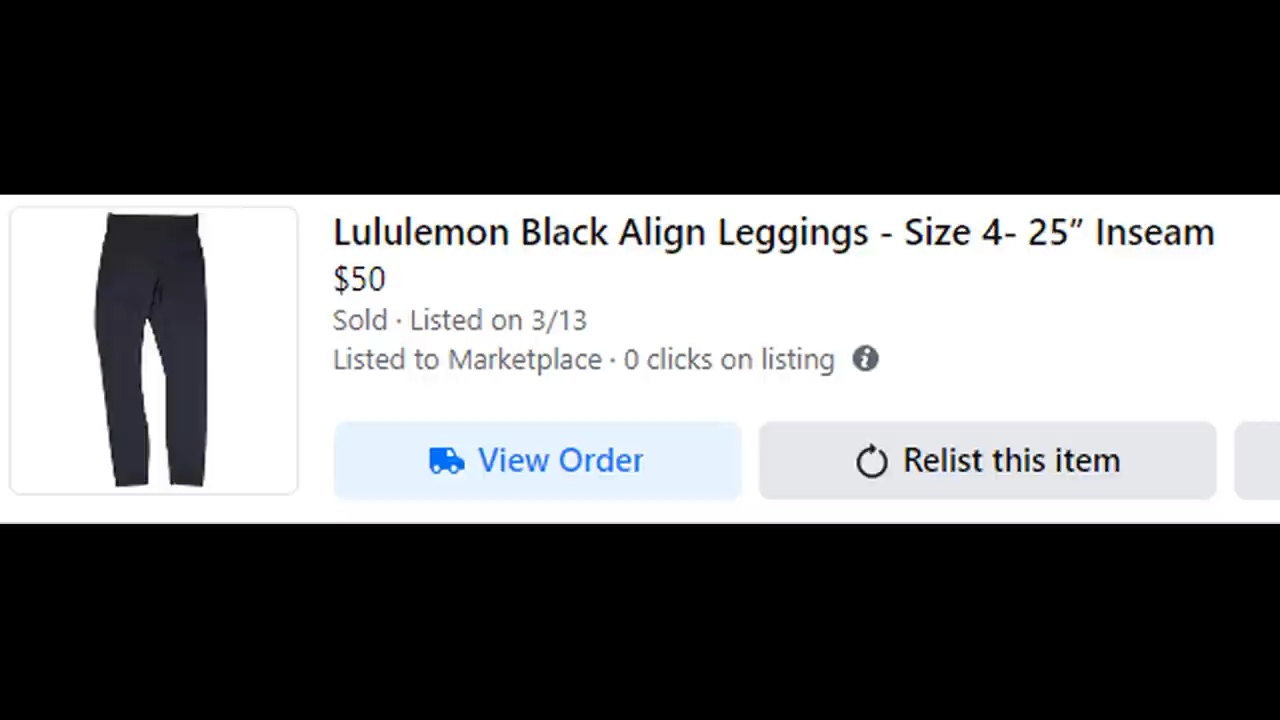 Lululemon Black Align Leggings - Size 4- 25” Inseam
$50
Sold · Listed on 3/13
Listed to Marketplace · 0 clicks on listing
View Order
Relist this item